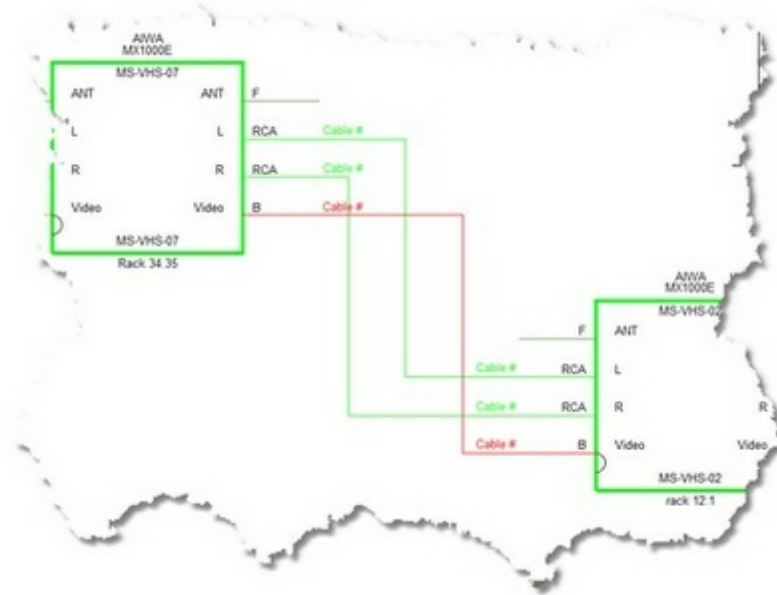 AIWA
MX1000E
MS-VHS-07
ANT ANT F
L L RCA Cable #
R R RCA Cable #
Video Video B Cable #
MS-VHS-07
Rack 34.35
AIWA
MX1000E
MS-VHS-02
F ANT
Cable # RCA L
Cable # RCA R R
Cable # B Video Video
MS-VHS-02
rack 12.1